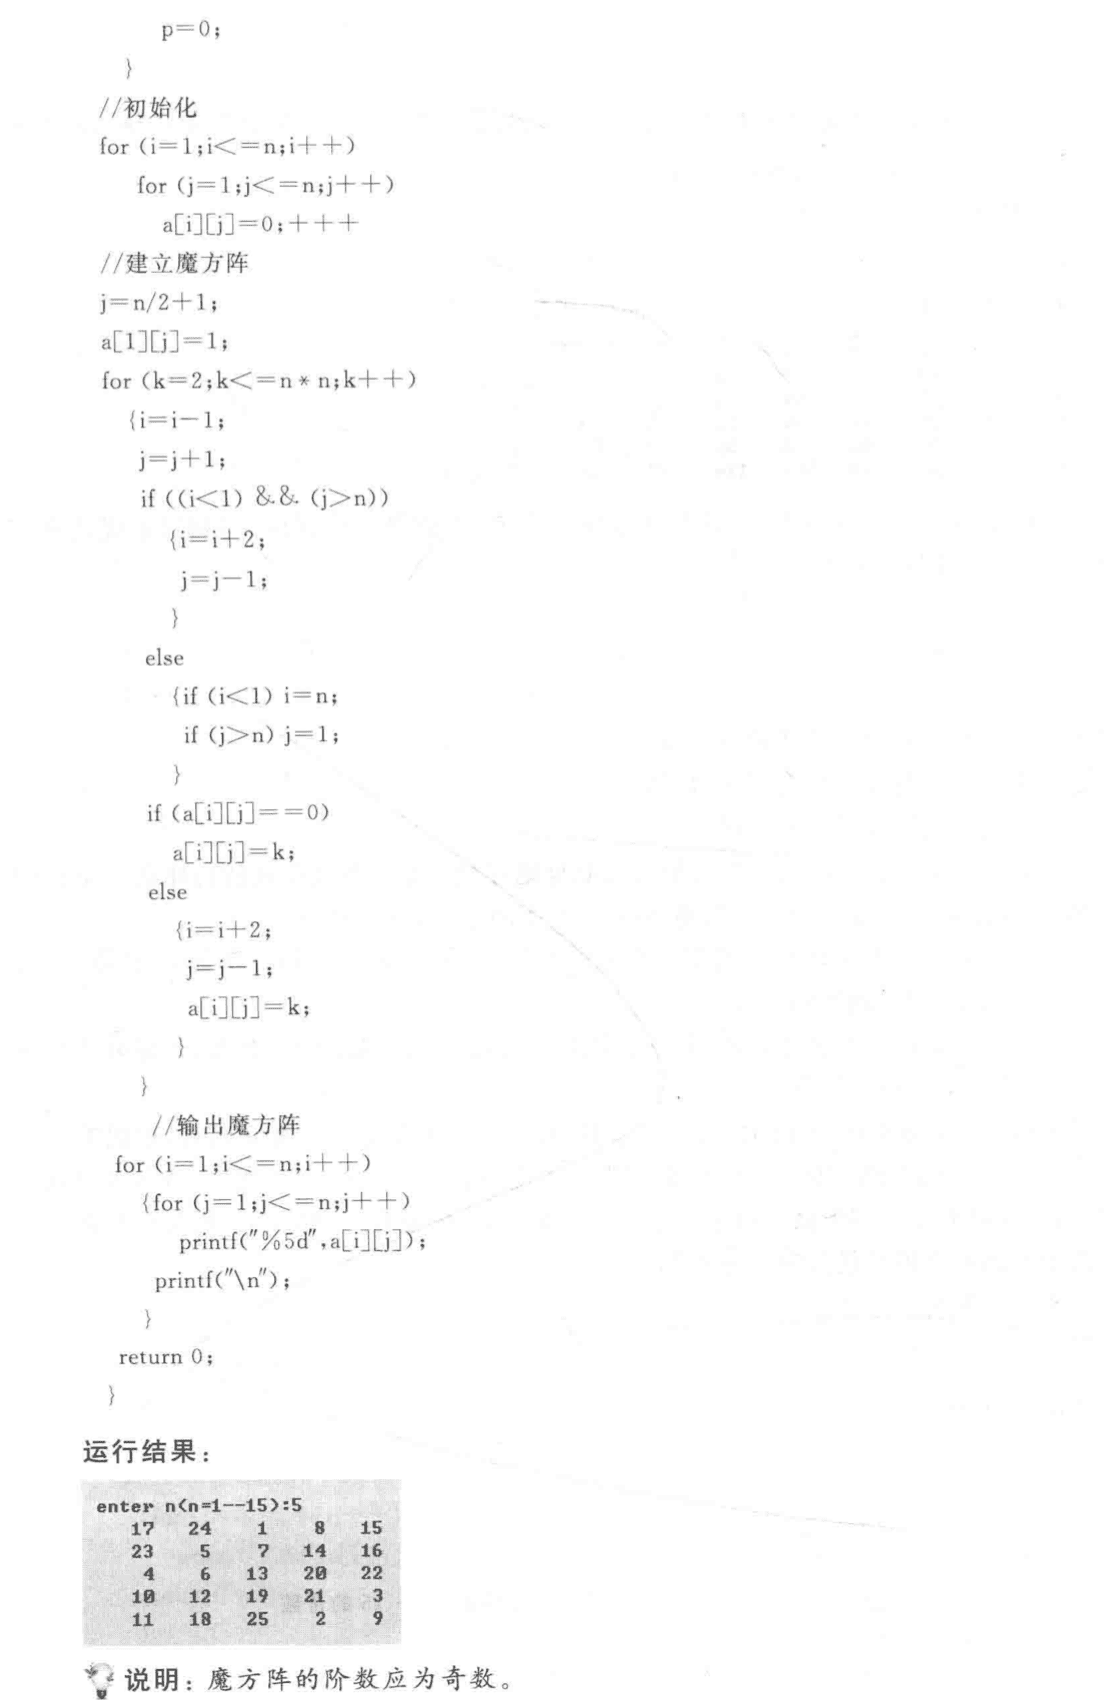 p=0;
}
//初始化
for (i=1;i<=n;i++)
for (j=1;j<=n;j++)
a[i][j]=0;+++
//建立魔方阵
j=n/2+1;
a[1][j]=1;
for (k=2;k<=n*n;k++)
{i=i-1;
j=j+1;
if ((i<1) && (j>n))
{i=i+2;
j=j-1;
}
else
{if (i<1) i=n;
if (j>n) j=1;
}
if (a[i][j]==0)
a[i][j]=k;
else
{i=i+2;
j=j-1;
a[i][j]=k;
}
}
//输出魔方阵
for (i=1;i<=n;i++)
{for (j=1;j<=n;j++)
printf("%5d",a[i][j]);
printf("\n");
}
return 0;
}
运行结果:
enter n(n=1--15):5
17 24 1 8 15
23 5 7 14 16
4 6 13 20 22
10 12 19 21 3
11 18 25 2 9
说明:魔方阵的阶数应为奇数。